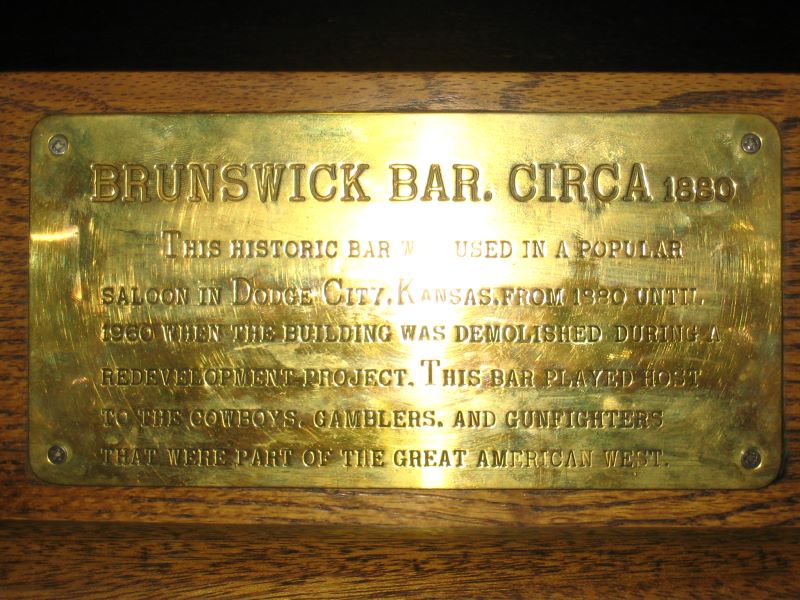 BRUNSWICK BAR. CIRCA 1880
THIS HISTORIC BAR WAS USED IN A POPULAR
SALOON IN DODGE CITY, KANSAS, FROM 1880 UNTIL
1960 WHEN THE BUILDING WAS DEMOLISHED DURING A
REDEVELOPMENT PROJECT. THIS BAR PLAYED HOST
TO THE COWBOYS, GAMBLERS, AND GUNFIGHTERS
THAT WERE PART OF THE GREAT AMERICAN WEST.